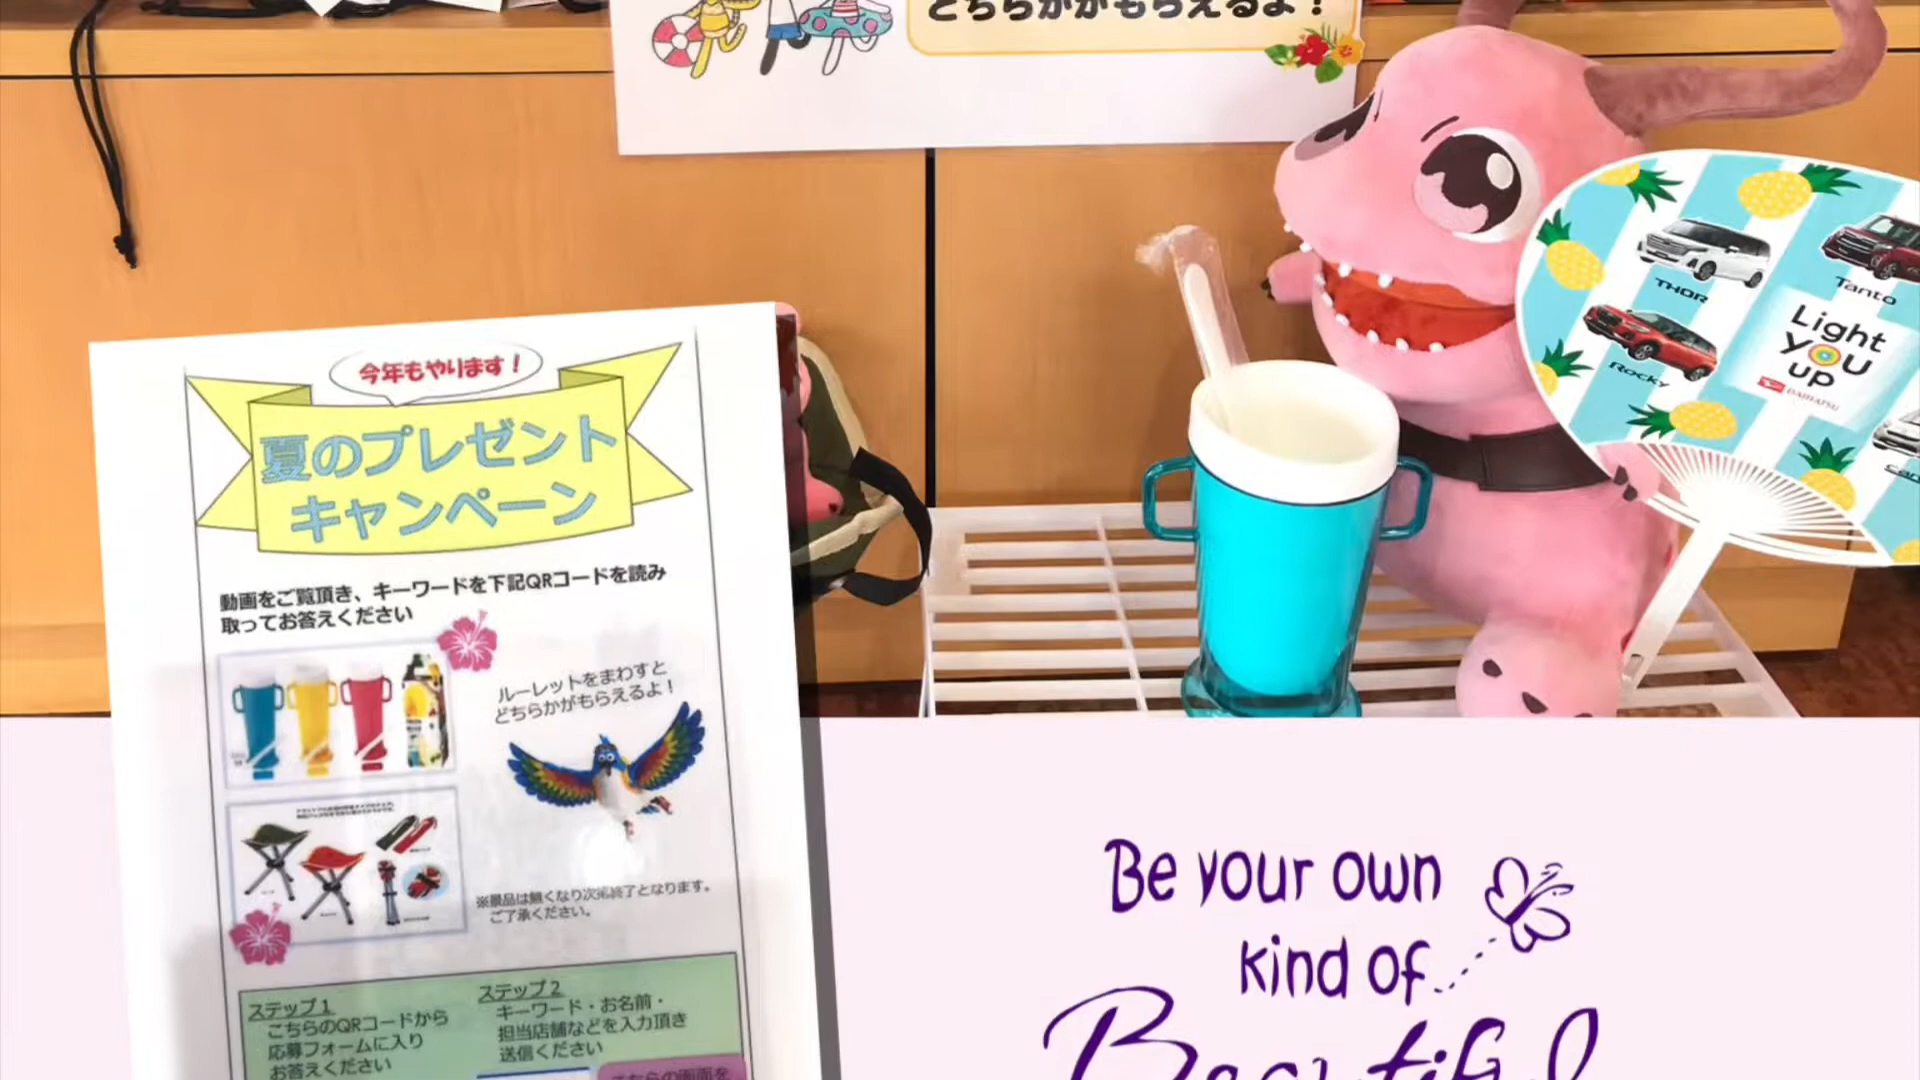 どちらかがもらえるよ！
THOR
Tanto
Rocky
Light
you
up
DAIHATSU
今年もやります！
夏のプレゼント
キャンペーン
動画をご覧頂き、キーワードを下記QRコードを読み
取ってお答えください
ルーレットをまわすと
どちらかがもらえるよ！
※景品は無くなり次第終了となります。
ご了承ください。
ステップ１
こちらのQRコードから
応募フォームに入り
お答えください
ステップ２
キーワード・お名前・
担当店舗などを入力頂き
送信ください
こちらの画面を
Be your own
kind of
Beautiful